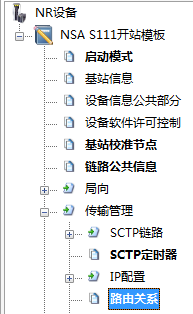 NR设备
NSA S111开站模板
启动模式
基站信息
设备信息公共部分
设备软件许可控制
基站校准节点
链路公共信息
局向
传输管理
SCTP链路
SCTP定时器
IP配置
路由关系